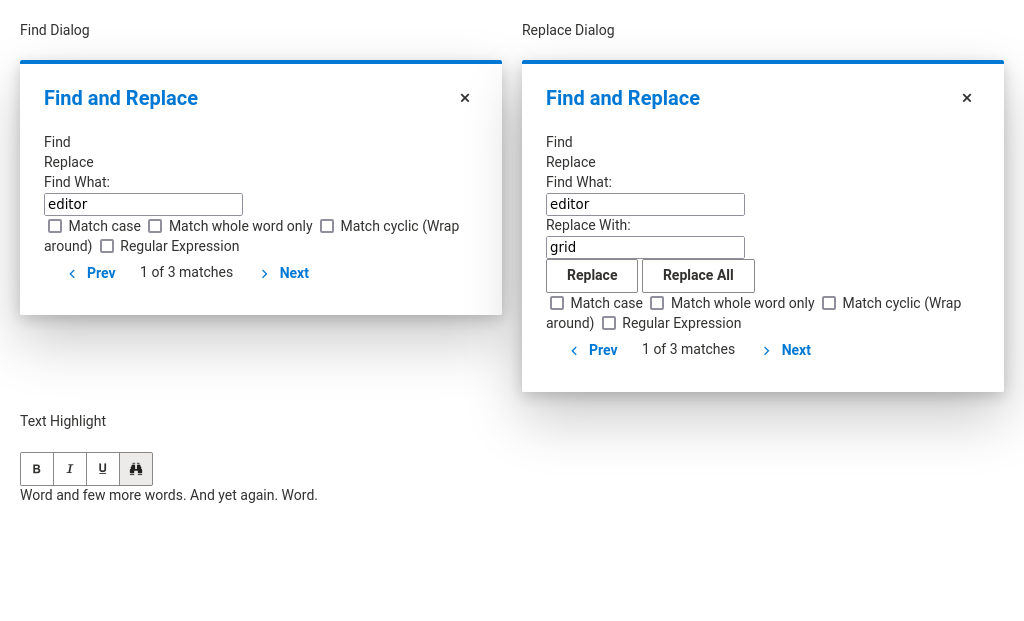 Find Dialog
Find and Replace ×
Find
Replace
Find What:
editor
Match case Match whole word only Match cyclic (Wrap
around) Regular Expression
Prev 1 of 3 matches Next
Replace Dialog
Find and Replace ×
Find
Replace
Find What:
editor
Replace With:
grid
Replace Replace All
Match case Match whole word only Match cyclic (Wrap
around) Regular Expression
Prev 1 of 3 matches Next
Text Highlight
B I U
Word and few more words. And yet again. Word.